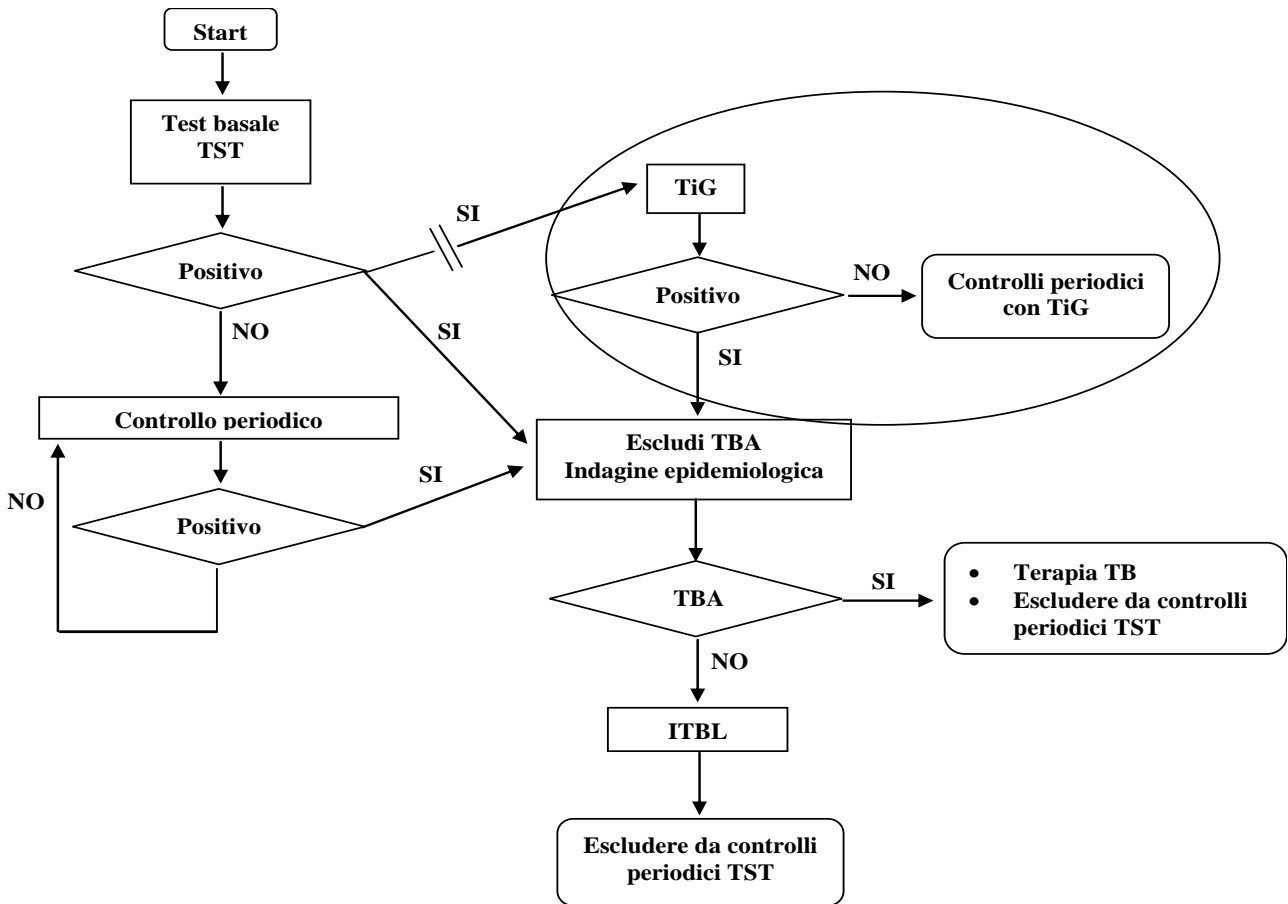 Start
Test basale
TST
SI
TiG
Positivo
NO
SI
Positivo
NO
Controlli periodici
con TiG
SI
Controllo periodico
Escludi TBA
Indagine epidemiologica
NO
SI
Positivo
TBA
SI
• Terapia TB
• Escludere da controlli
periodici TST
NO
ITBL
Escludere da controlli
periodici TST